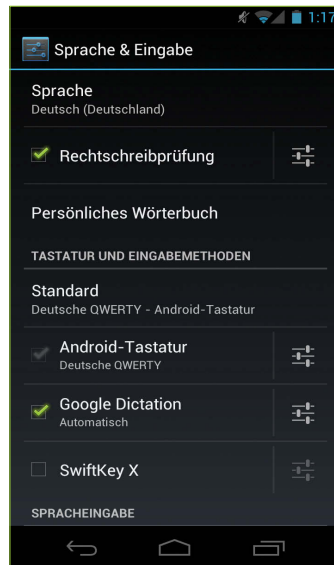 1:17
Sprache & Eingabe
Sprache
Deutsch (Deutschland)
Rechtschreibprüfung
Persönliches Wörterbuch
TASTATUR UND EINGABEMETHODEN
Standard
Deutsche QWERTY - Android-Tastatur
Android-Tastatur
Deutsche QWERTY
Google Dictation
Automatisch
SwiftKey X
SPRACHEINGABE